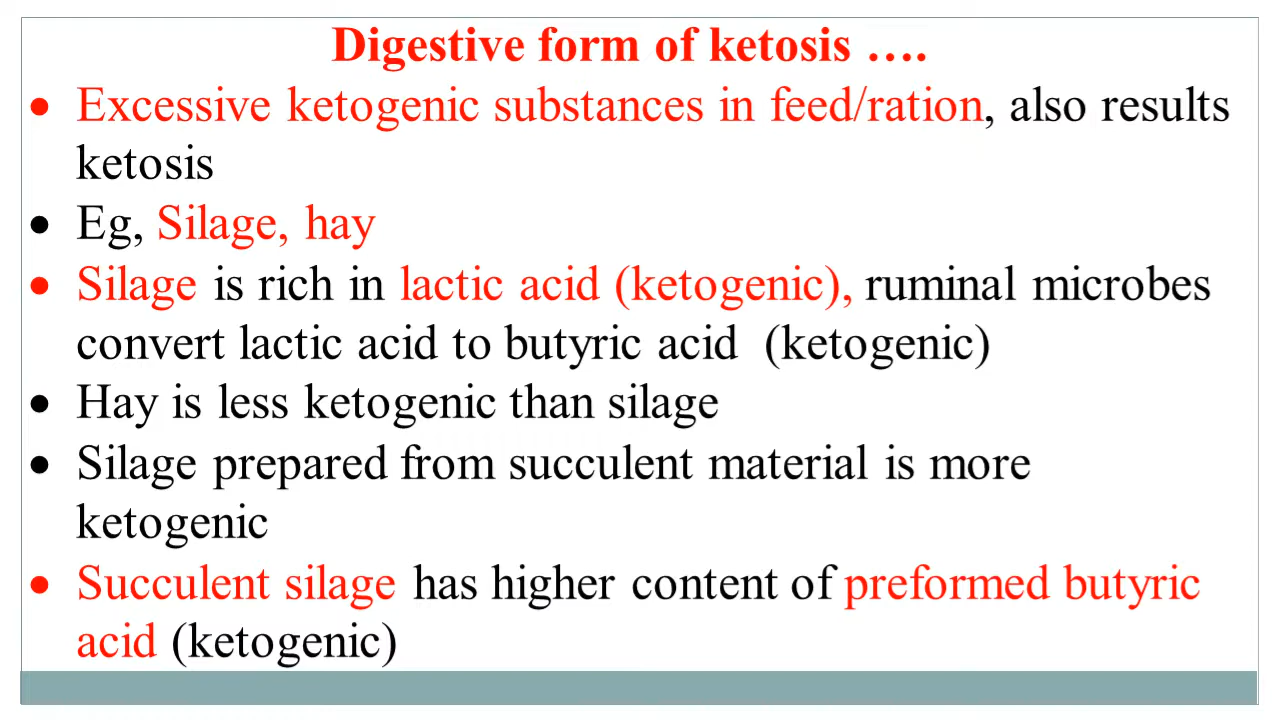 Digestive form of ketosis ….
• Excessive ketogenic substances in feed/ration, also results
ketosis
• Eg, Silage, hay
• Silage is rich in lactic acid (ketogenic), ruminal microbes
convert lactic acid to butyric acid (ketogenic)
• Hay is less ketogenic than silage
• Silage prepared from succulent material is more
ketogenic
• Succulent silage has higher content of preformed butyric
acid (ketogenic)